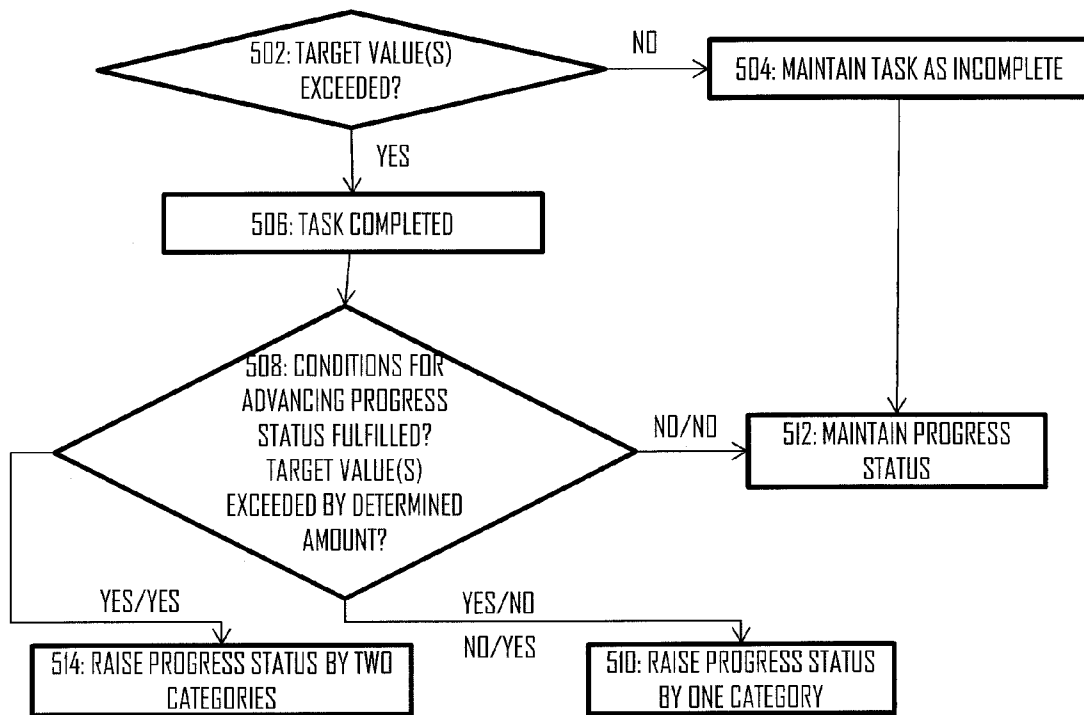 502: TARGET VALUE(S)
EXCEEDED?
NO
504: MAINTAIN TASK AS INCOMPLETE
YES
506: TASK COMPLETED
508: CONDITIONS FOR
ADVANCING PROGRESS
STATUS FULFILLED?
TARGET VALUE(S)
EXCEEDED BY DETERMINED
AMOUNT?
NO/NO
512: MAINTAIN PROGRESS
STATUS
YES/YES
YES/NO
NO/YES
514: RAISE PROGRESS STATUS BY TWO
CATEGORIES
510: RAISE PROGRESS STATUS
BY ONE CATEGORY